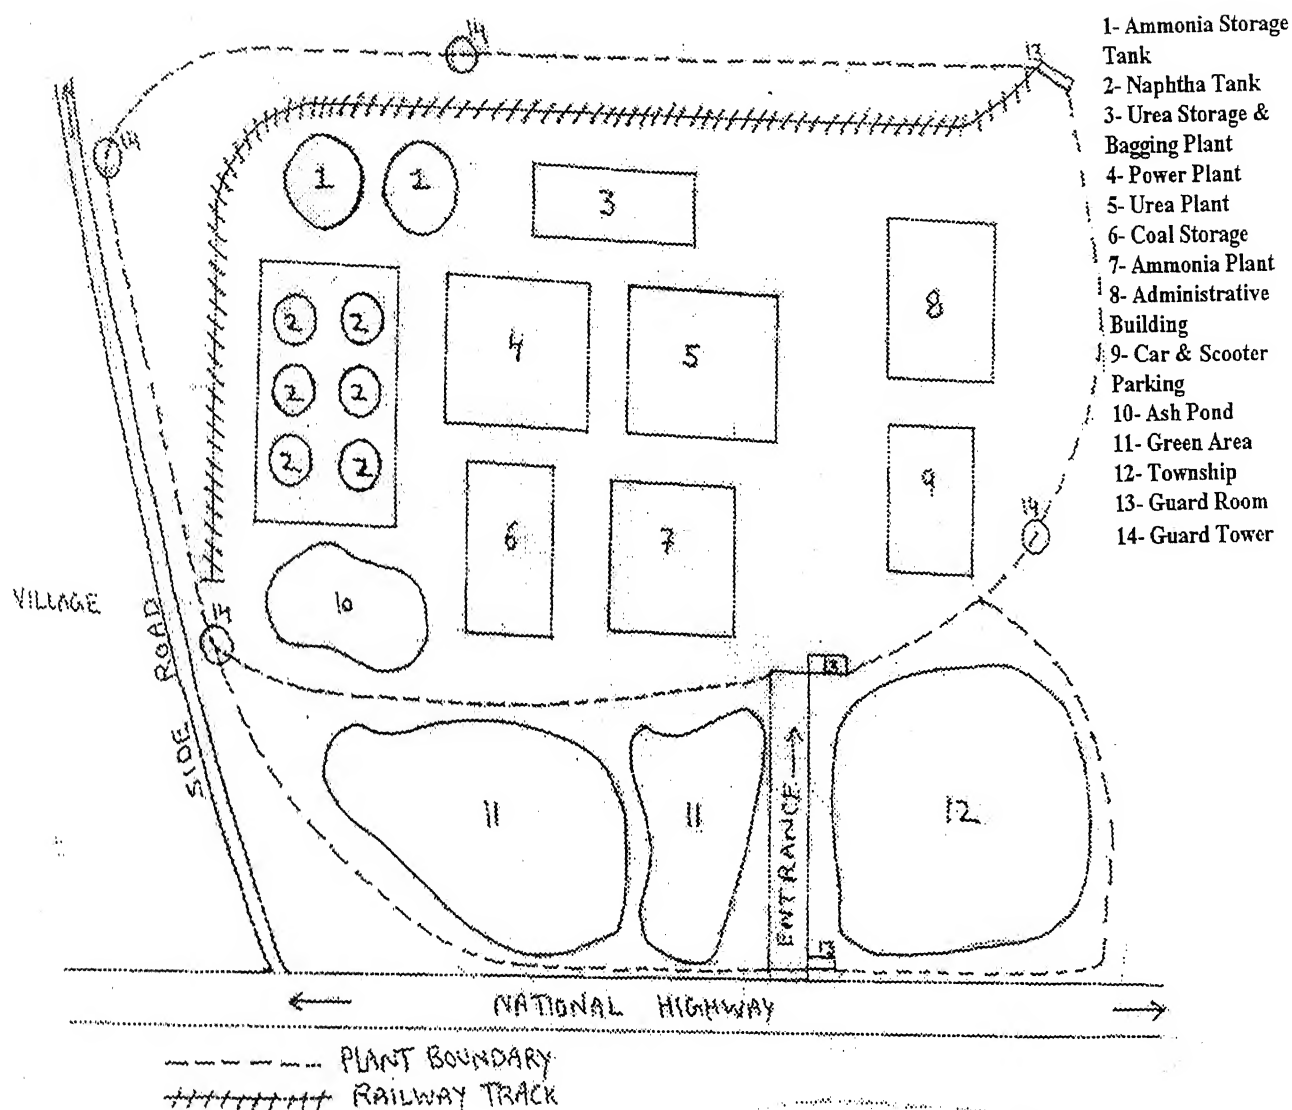 14
13
14
1- Ammonia Storage
Tank
2- Naphtha Tank
3- Urea Storage &
Bagging Plant
4- Power Plant
5- Urea Plant
6- Coal Storage
7- Ammonia Plant
8- Administrative
Building
9- Car & Scooter
Parking
10- Ash Pond
11- Green Area
12- Township
13- Guard Room
14- Guard Tower
1 1 3
8
2 2 4 5
2 2
2 2 9
6 7 14
10
VILLAGE
14
SIDE ROAD
13
11 11 12
ENTRANCE
13
NATIONAL HIGHWAY
PLANT BOUNDARY
RAILWAY TRACK